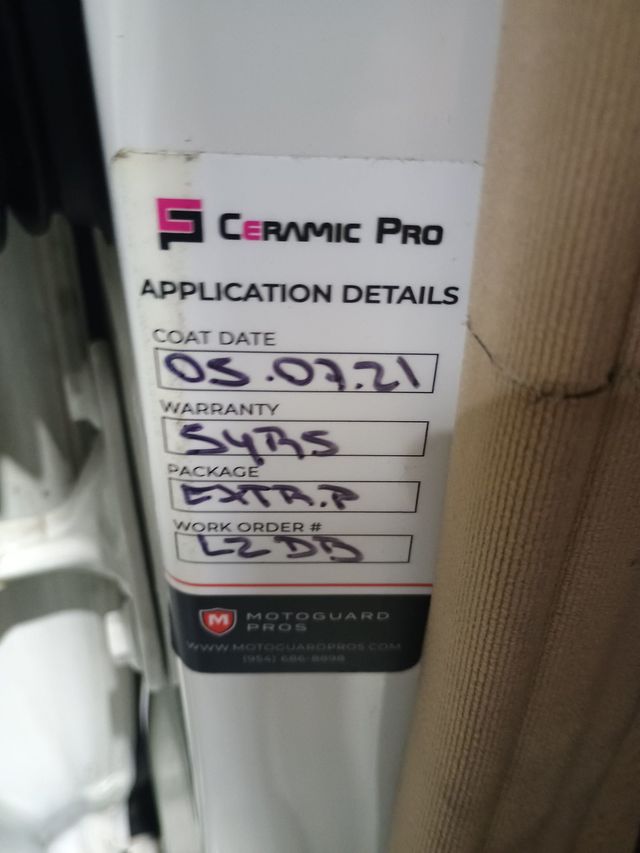 CERAMIC PRO
APPLICATION DETAILS
COAT DATE
05.07.21
WARRANTY
5YRS
PACKAGE
EXTR.P
WORK ORDER #
LZDD
M MOTOGUARD
PROS
WWW.MOTOGUARDPROS.COM
(954) 686-8898